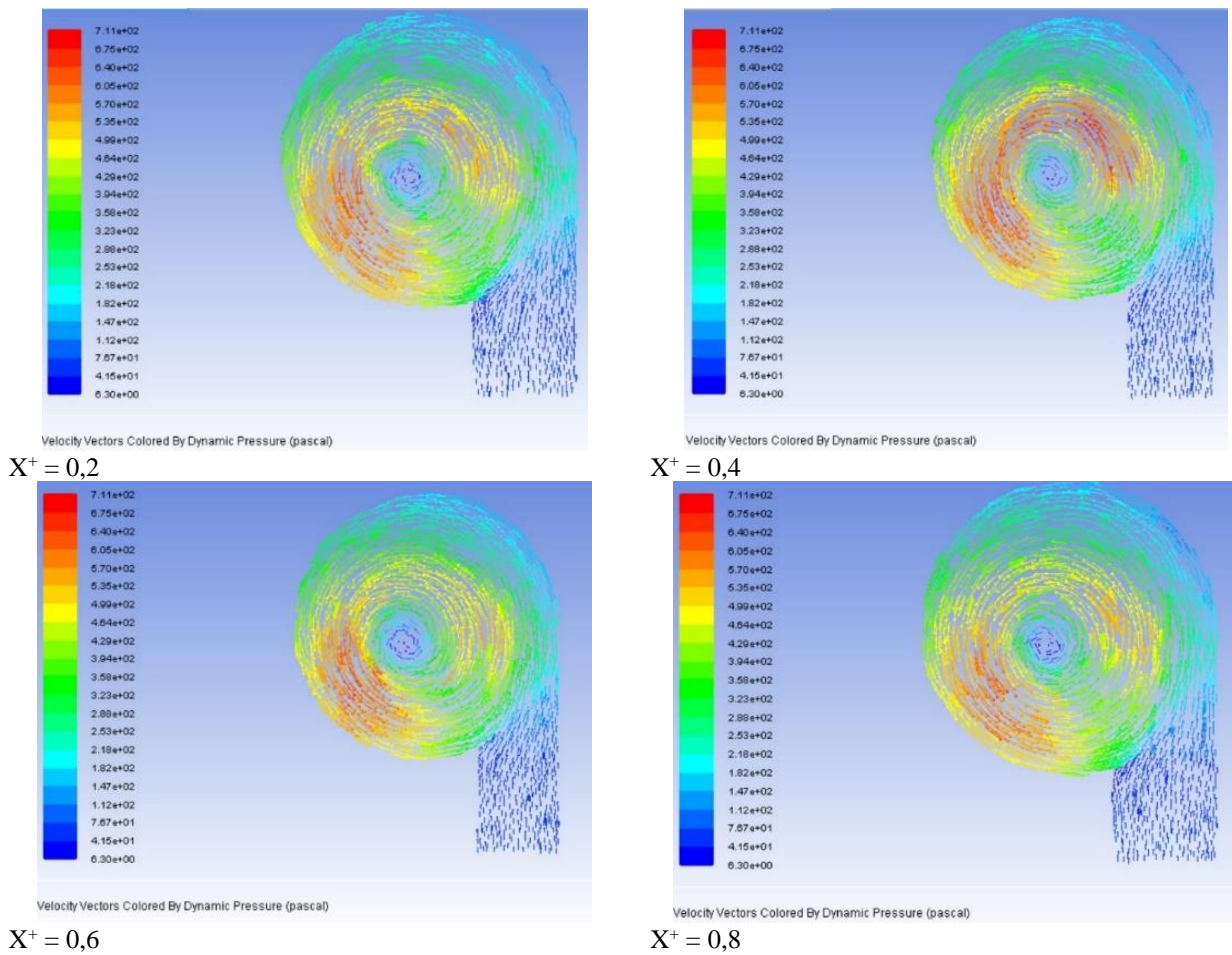 7.11e+02
6.75e+02
6.40e+02
6.05e+02
5.70e+02
5.35e+02
4.99e+02
4.64e+02
4.29e+02
3.94e+02
3.58e+02
3.23e+02
2.88e+02
2.53e+02
2.18e+02
1.82e+02
1.47e+02
1.12e+02
7.67e+01
4.15e+01
6.30e+00
Velocity Vectors Colored By Dynamic Pressure (pascal)
X⁺ = 0,2
7.11e+02
6.75e+02
6.40e+02
6.05e+02
5.70e+02
5.35e+02
4.99e+02
4.64e+02
4.29e+02
3.94e+02
3.58e+02
3.23e+02
2.88e+02
2.53e+02
2.18e+02
1.82e+02
1.47e+02
1.12e+02
7.67e+01
4.15e+01
6.30e+00
Velocity Vectors Colored By Dynamic Pressure (pascal)
X⁺ = 0,4
7.11e+02
6.75e+02
6.40e+02
6.05e+02
5.70e+02
5.35e+02
4.99e+02
4.64e+02
4.29e+02
3.94e+02
3.58e+02
3.23e+02
2.88e+02
2.53e+02
2.18e+02
1.82e+02
1.47e+02
1.12e+02
7.67e+01
4.15e+01
6.30e+00
Velocity Vectors Colored By Dynamic Pressure (pascal)
X⁺ = 0,6
7.11e+02
6.75e+02
6.40e+02
6.05e+02
5.70e+02
5.35e+02
4.99e+02
4.64e+02
4.29e+02
3.94e+02
3.58e+02
3.23e+02
2.88e+02
2.53e+02
2.18e+02
1.82e+02
1.47e+02
1.12e+02
7.67e+01
4.15e+01
6.30e+00
Velocity Vectors Colored By Dynamic Pressure (pascal)
X⁺ = 0,8